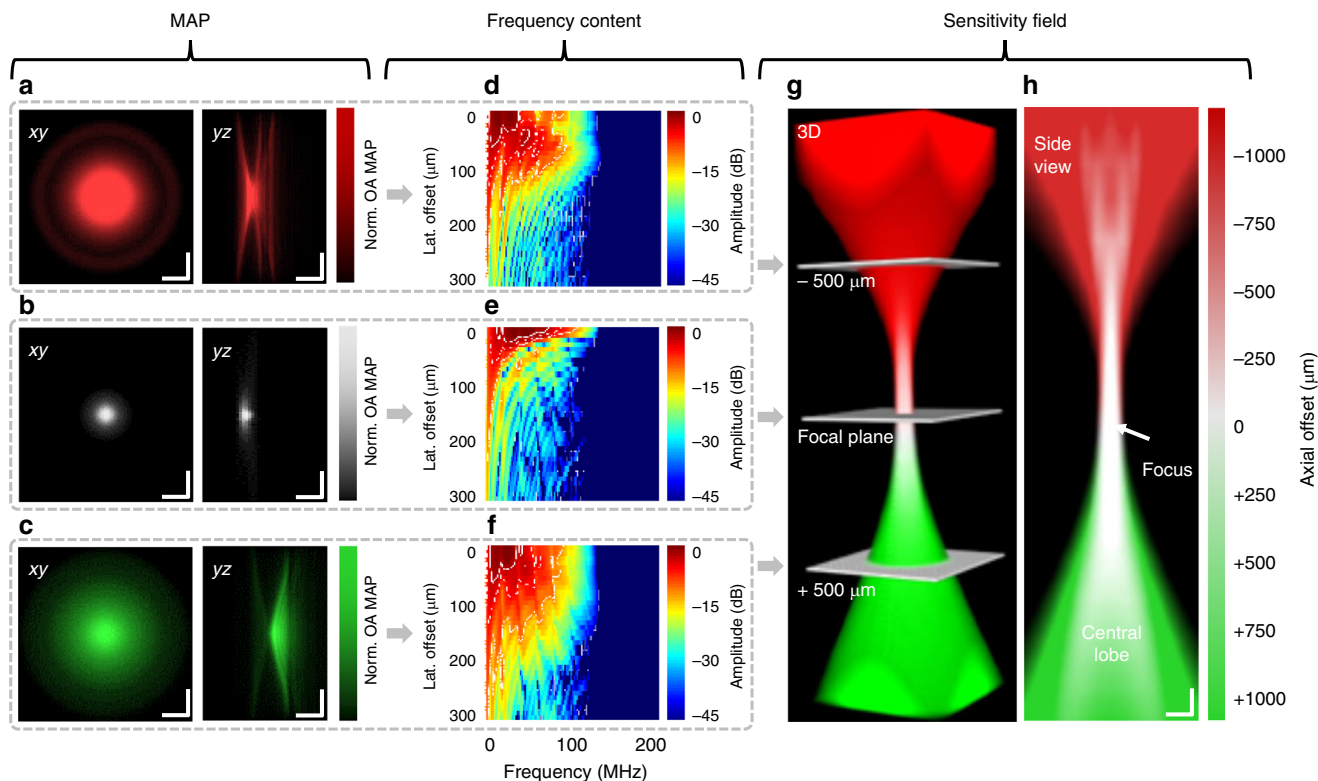 MAP
Frequency content
Sensitivity field
a
xy
yz
Norm. OA MAP
d
0
100
200
300
Lat. offset (µm)
0
–15
–30
–45
Amplitude (dB)
b
xy
yz
Norm. OA MAP
e
0
100
200
300
Lat. offset (µm)
0
–15
–30
–45
Amplitude (dB)
c
xy
yz
Norm. OA MAP
f
0
100
200
300
Lat. offset (µm)
0
–15
–30
–45
Amplitude (dB)
0
100
200
Frequency (MHz)
g
3D
– 500 µm
Focal plane
+ 500 µm
h
Side
view
Focus
Central
lobe
–1000
–750
–500
–250
0
+250
+500
+750
+1000
Axial offset (µm)